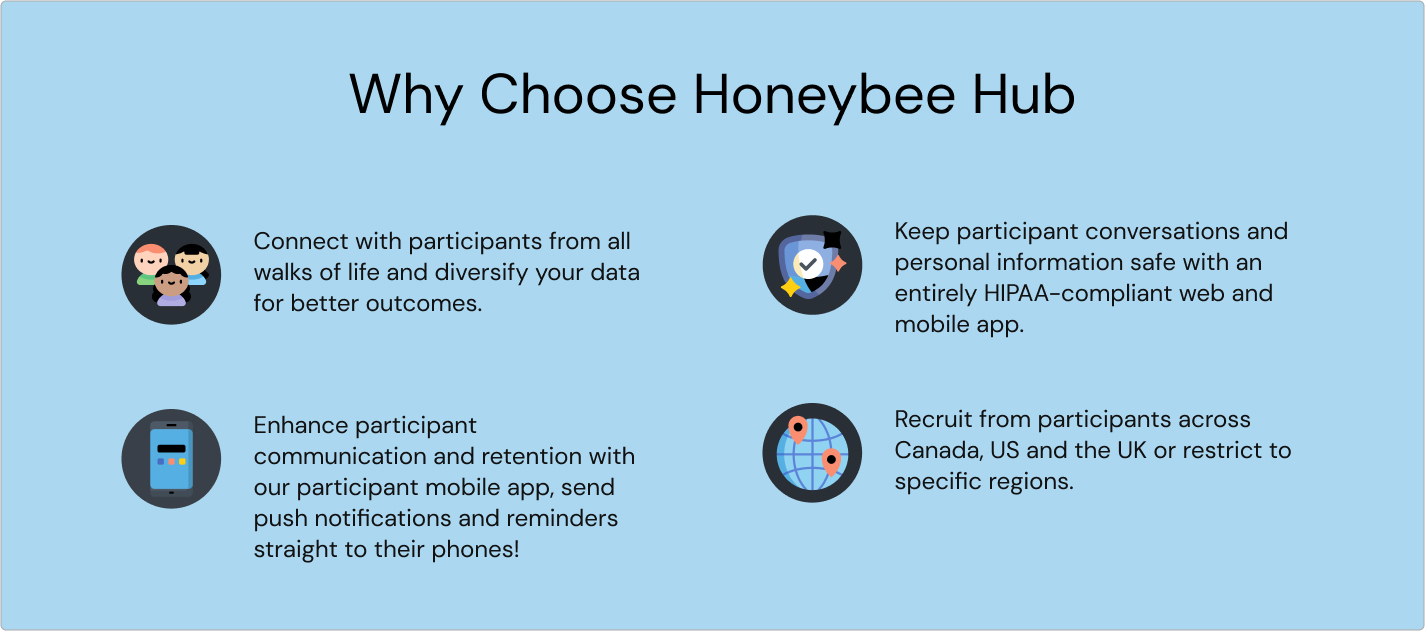 Why Choose Honeybee Hub
Connect with participants from all
walks of life and diversify your data
for better outcomes.
Keep participant conversations and
personal information safe with an
entirely HIPAA-compliant web and
mobile app.
Enhance participant
communication and retention with
our participant mobile app, send
push notifications and reminders
straight to their phones!
Recruit from participants across
Canada, US and the UK or restrict to
specific regions.